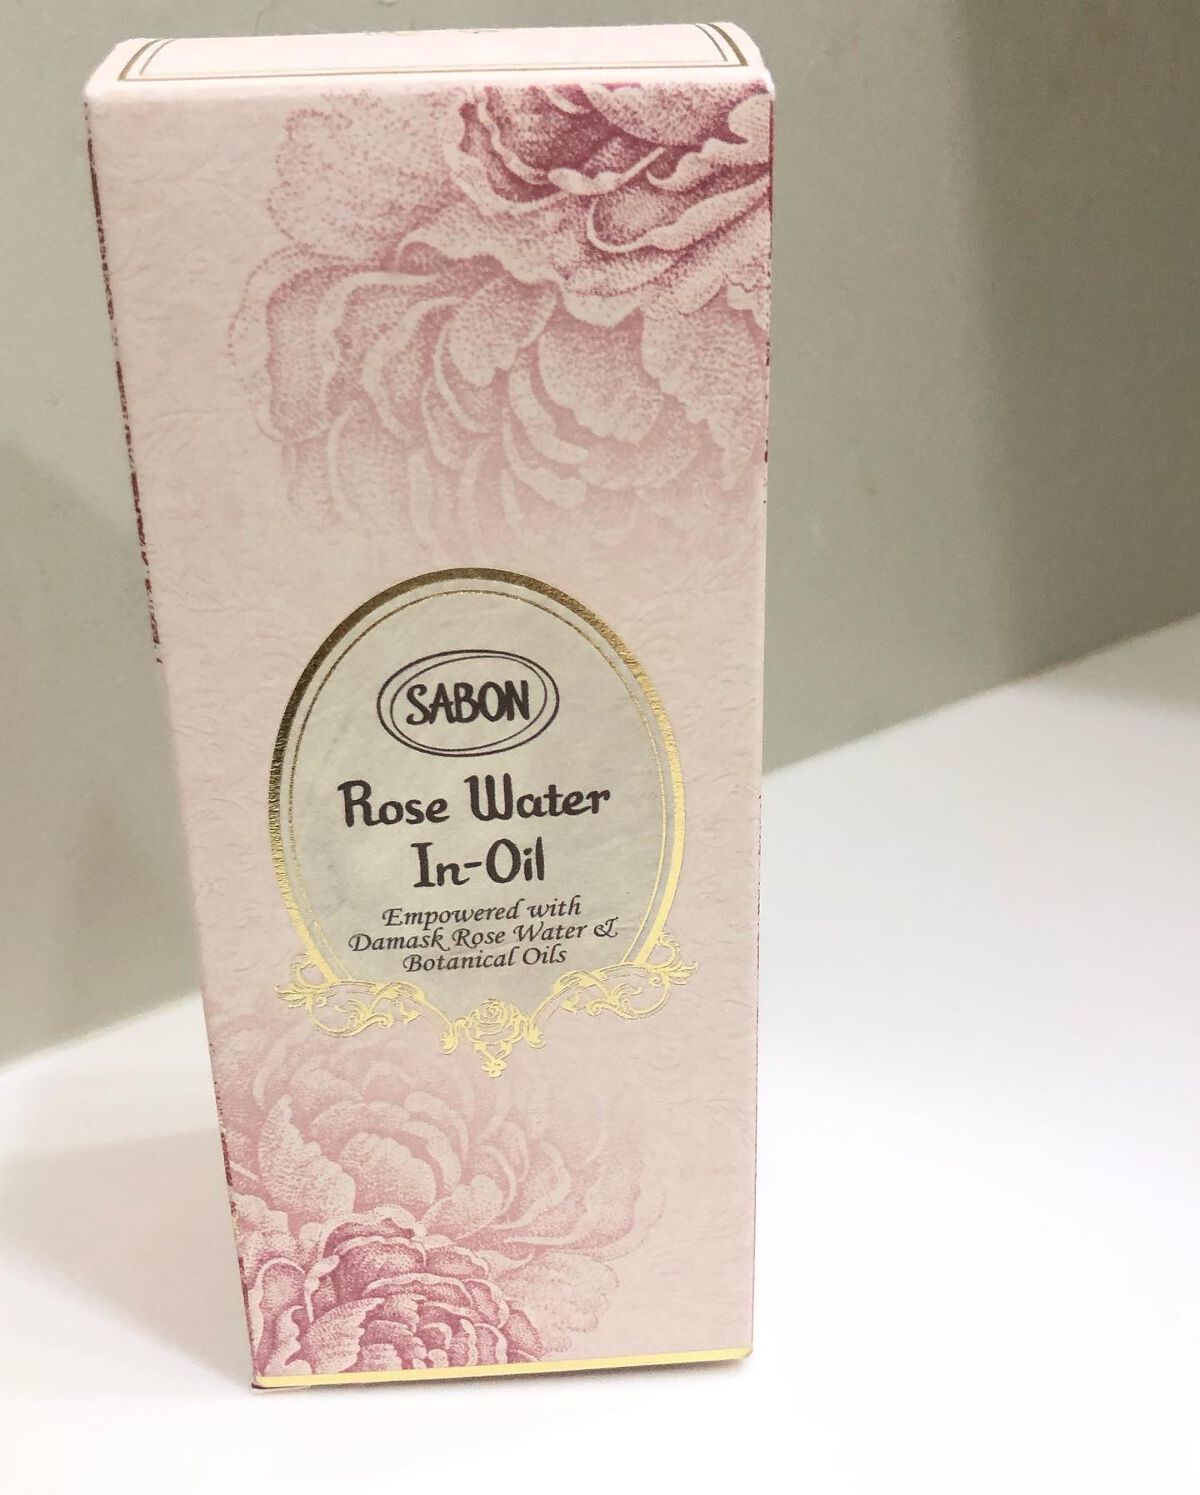 SABON
Rose Water
In-Oil
Empowered with
Damask Rose Water &
Botanical Oils